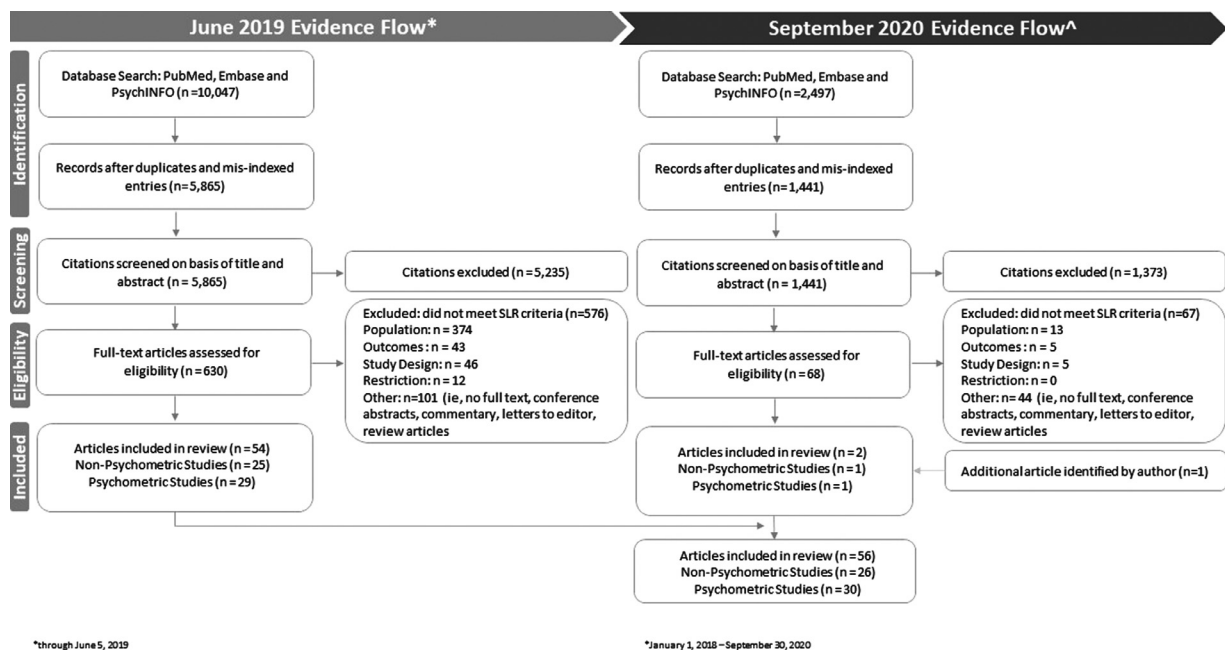 June 2019 Evidence Flow*
September 2020 Evidence Flow^
Identification
Database Search: PubMed, Embase and
PsychINFO (n =10,047)
Records after duplicates and mis-indexed
entries (n= 5,865)
Screening
Citations screened on basis of title and
abstract (n = 5,865)
Citations excluded (n = 5,235)
Eligibility
Full-text articles assessed for
eligibility (n = 630)
Excluded: did not meet SLR criteria (n=576)
Population: n = 374
Outcomes : n = 43
Study Design: n = 46
Restriction: n = 12
Other: n=101 (ie, no full text, conference
abstracts, commentary, letters to editor,
review articles
Included
Articles included in review (n = 54)
Non-Psychometric Studies (n = 25)
Psychometric Studies (n = 29)
Database Search: PubMed, Embase and
PsychINFO (n =2,497)
Records after duplicates and mis-indexed
entries (n= 1,441)
Citations screened on basis of title and
abstract (n = 1,441)
Citations excluded (n = 1,373)
Full-text articles assessed for
eligibility (n = 68)
Excluded: did not meet SLR criteria (n=67)
Population: n = 13
Outcomes : n = 5
Study Design: n = 5
Restriction: n = 0
Other: n= 44 (ie, no full text, conference
abstracts, commentary, letters to editor,
review articles
Articles included in review (n = 2)
Non-Psychometric Studies (n = 1)
Psychometric Studies (n = 1)
Additional article identified by author (n=1)
Articles included in review (n = 56)
Non-Psychometric Studies (n = 26)
Psychometric Studies (n = 30)
*through June 5, 2019
*January 1, 2018 – September 30, 2020